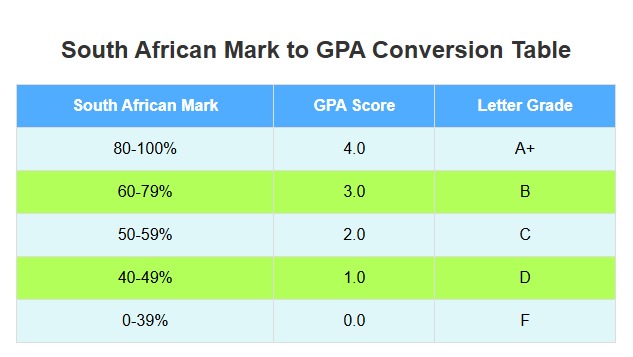 South African Mark to GPA Conversion Table
South African Mark GPA Score Letter Grade
80-100% 4.0 A+
60-79% 3.0 B
50-59% 2.0 C
40-49% 1.0 D
0-39% 0.0 F